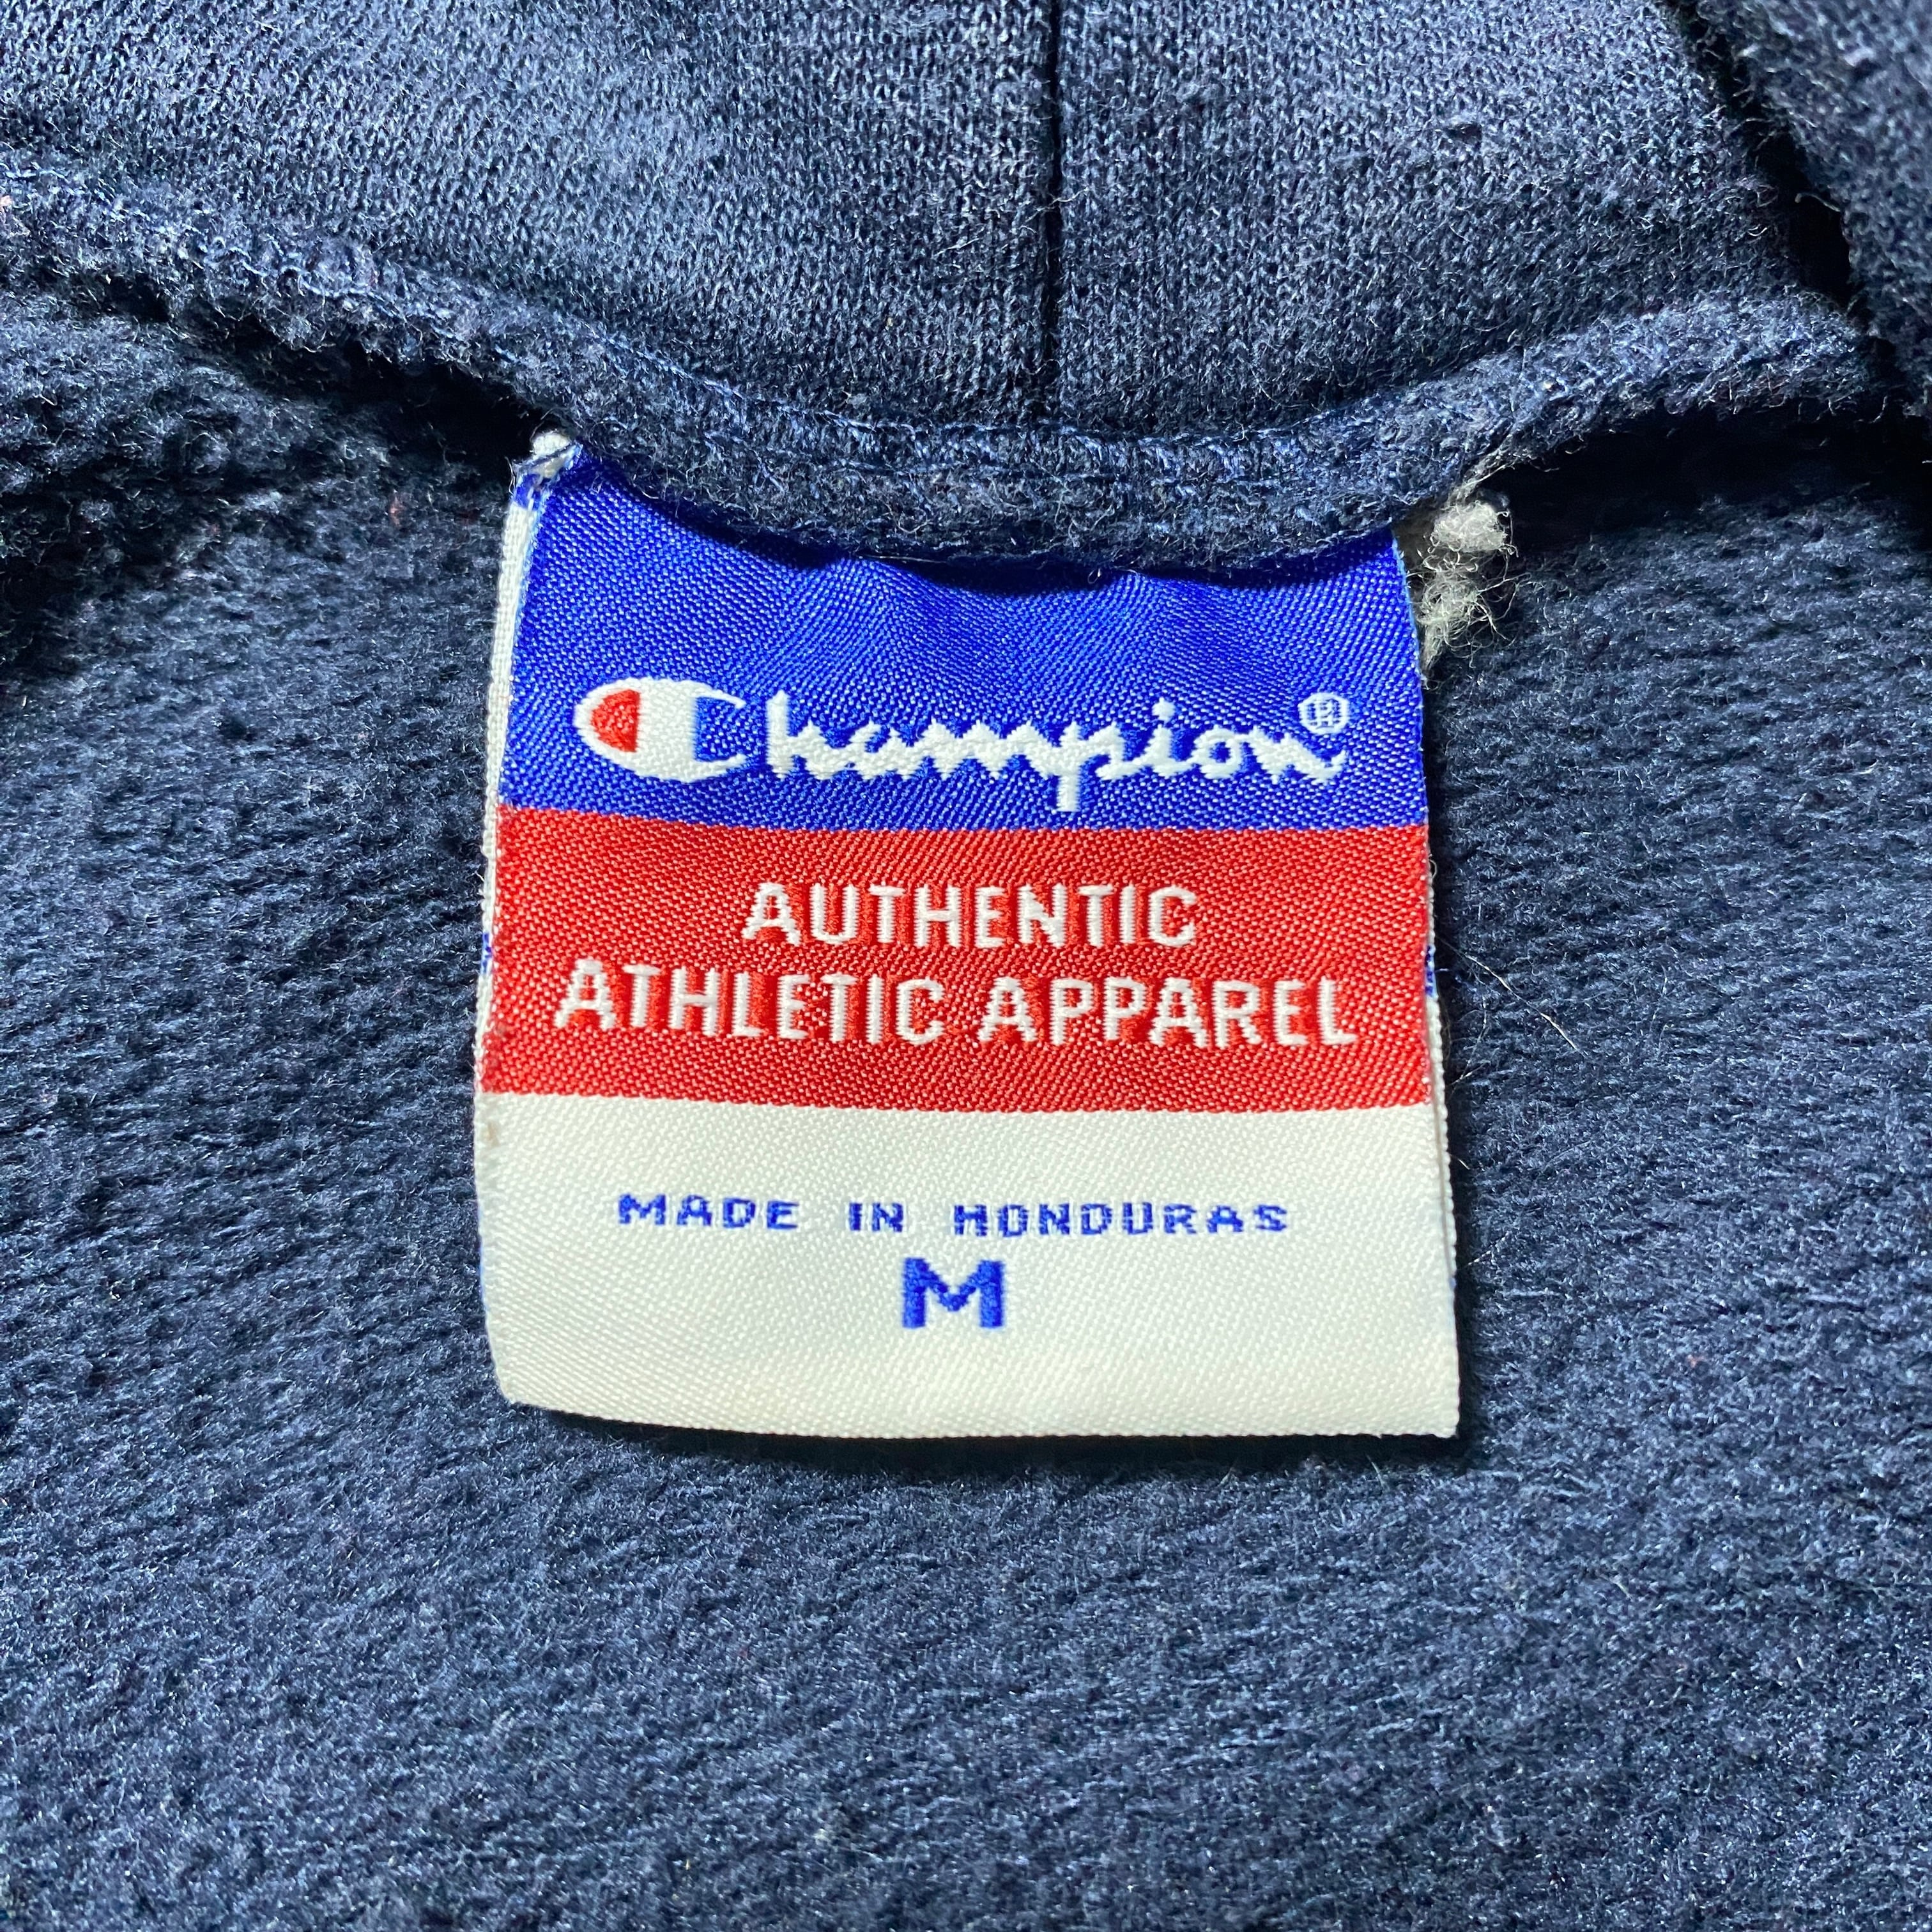 Champion®
AUTHENTIC
ATHLETIC APPAREL
MADE IN HONDURAS
M